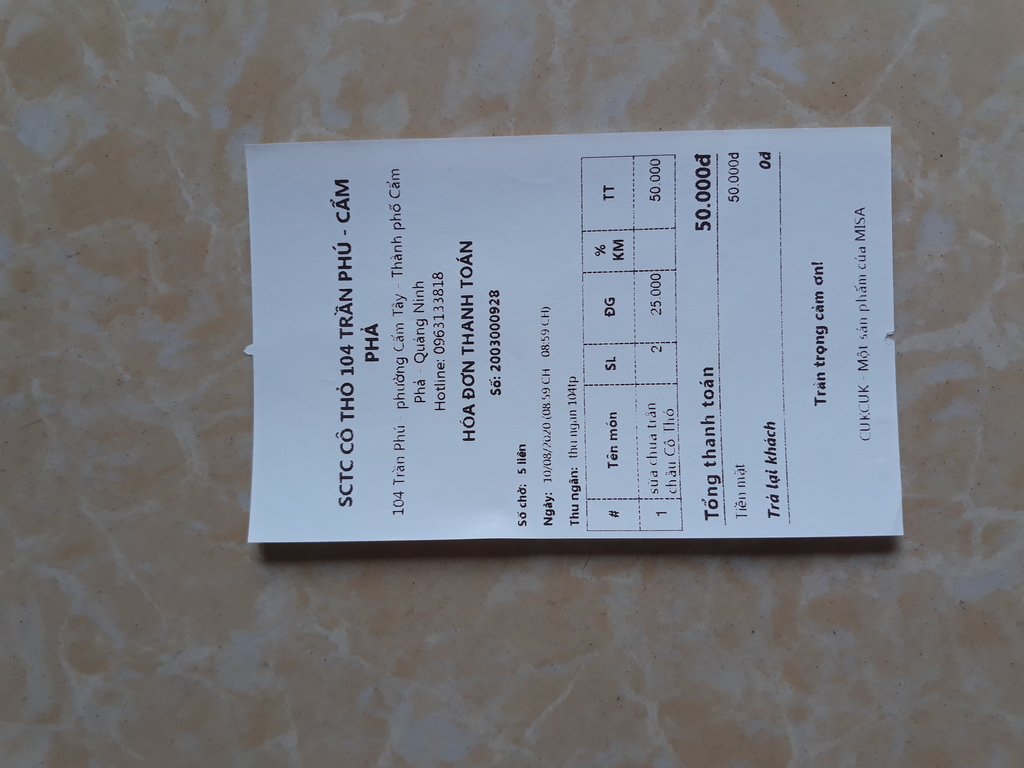 SCTC CÔ THỎ 104 TRẦN PHÚ - CẨM
PHẢ
104 Trần Phú phường Cẩm Tây - Thành phố Cẩm
Phả - Quảng Ninh
Hotline: 0963133818
HÓA ĐƠN THANH TOÁN
Số: 2003000928
Số chờ: 5 liên
Ngày: 10/08/2020 (08:59 CH 08:59 CH)
Thu ngân: thu ngan 104tp
# Tên món SL ĐG % KM TT
1 sữa chua trân 2 25.000 50.000
châu Cô Thỏ
Tổng thanh toán 50.000đ
Tiền mặt 50.000đ
Trả lại khách 0đ
Trân trọng cảm ơn!
CUKCUK - Một sản phẩm của MISA